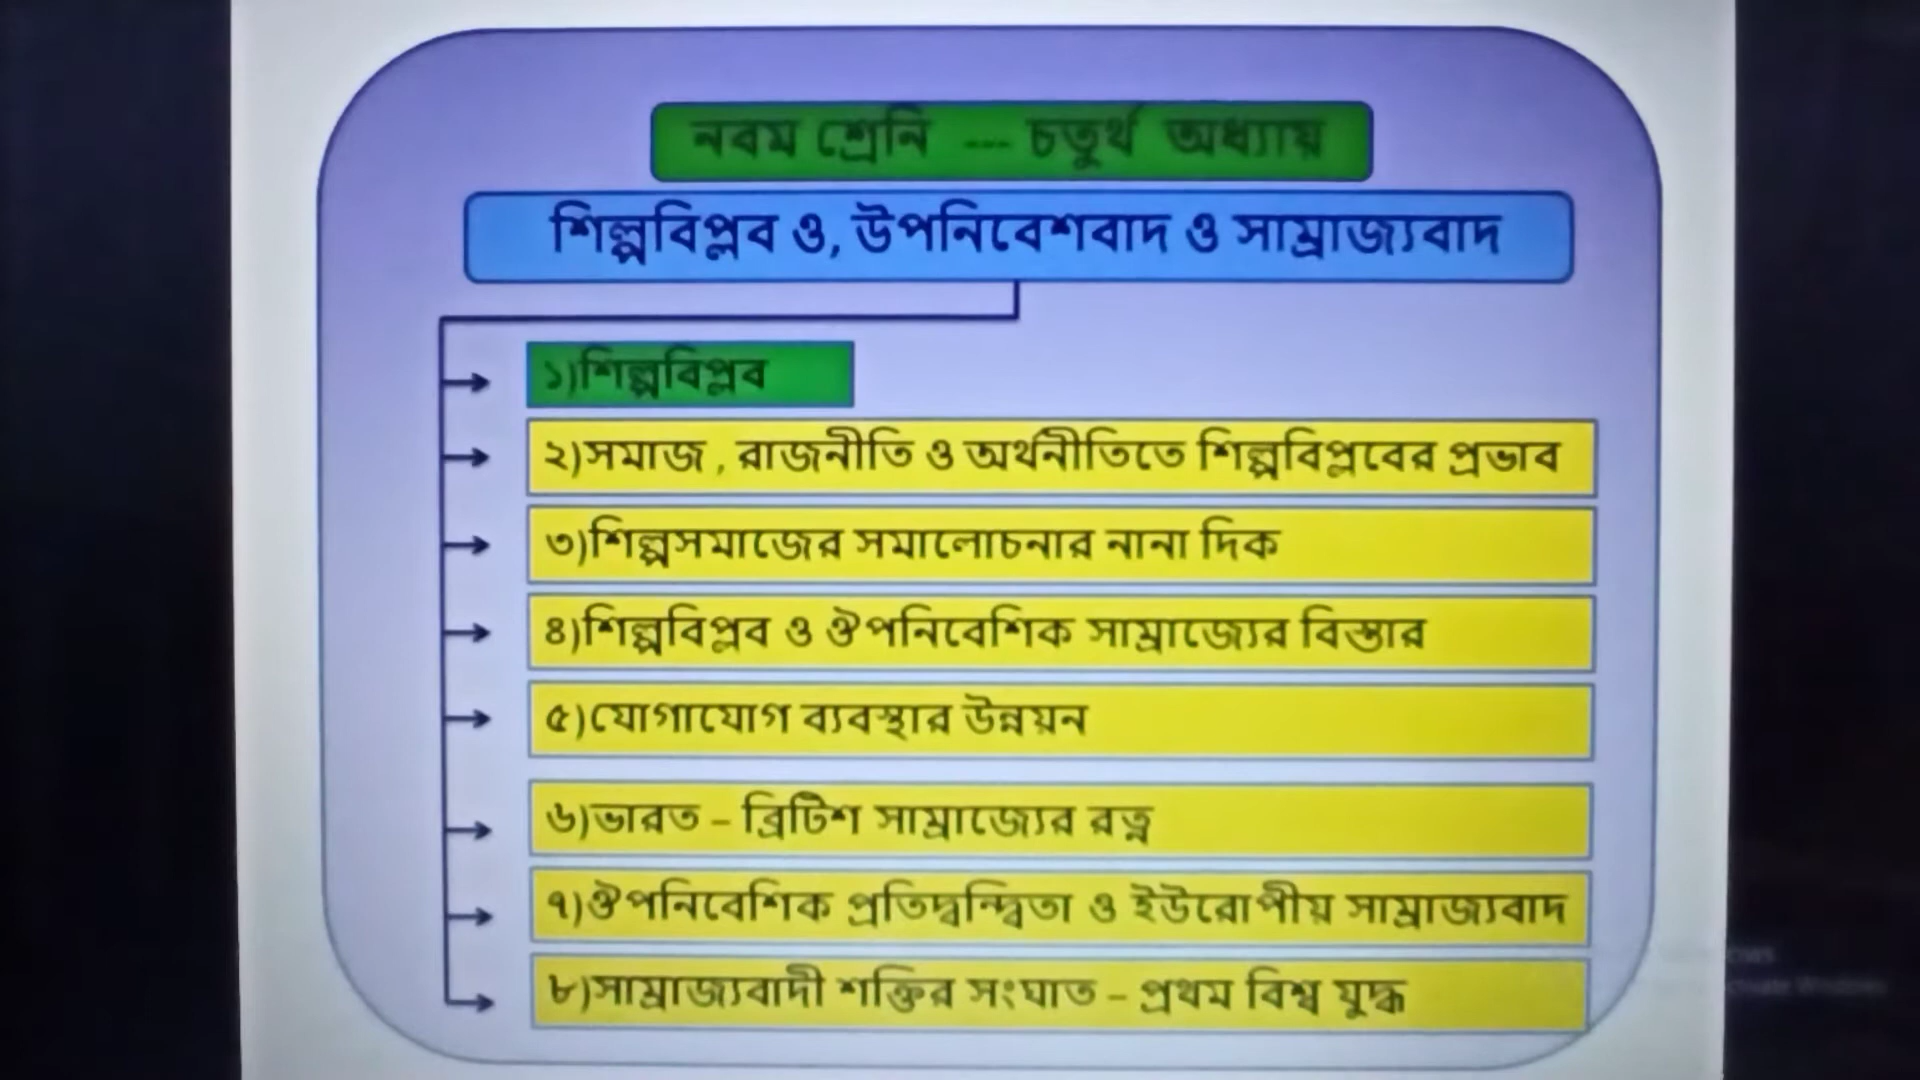 নবম শ্রেনি --- চতুর্থ অধ্যায়
শিল্পবিপ্লব ও, উপনিবেশবাদ ও সাম্রাজ্যবাদ
১)শিল্পবিপ্লব
২)সমাজ , রাজনীতি ও অর্থনীতিতে শিল্পবিপ্লবের প্রভাব
৩)শিল্পসমাজের সমালোচনার নানা দিক
৪)শিল্পবিপ্লব ও ঔপনিবেশিক সাম্রাজ্যের বিস্তার
৫)যোগাযোগ ব্যবস্থার উন্নয়ন
৬)ভারত – ব্রিটিশ সাম্রাজ্যের রত্ন
৭)ঔপনিবেশিক প্রতিদ্বন্দ্বিতা ও ইউরোপীয় সাম্রাজ্যবাদ
৮)সাম্রাজ্যবাদী শক্তির সংঘাত – প্রথম বিশ্ব যুদ্ধ